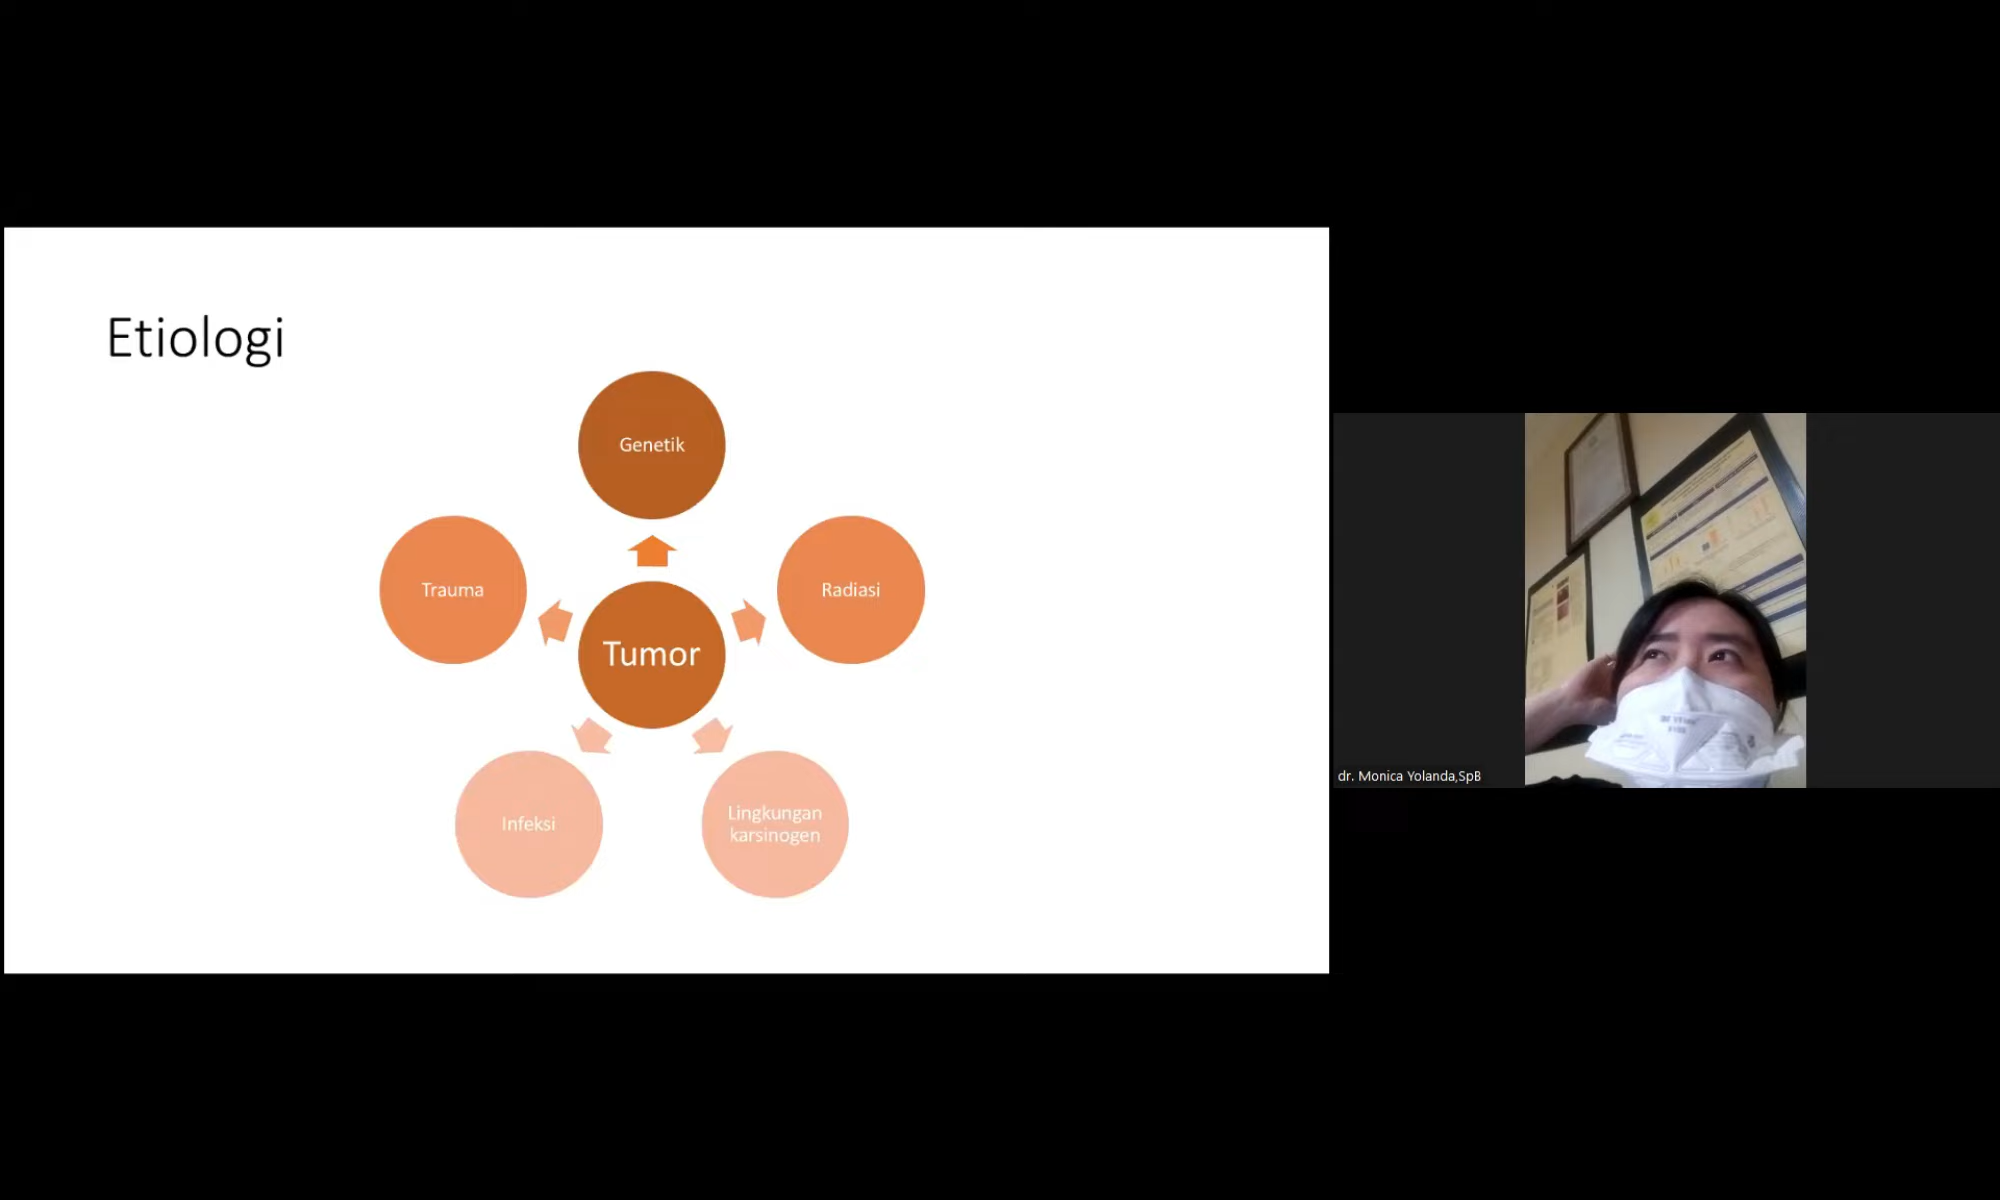 Etiologi
Genetik
Trauma
Radiasi
Tumor
Infeksi
Lingkungan
karsinogen
dr. Monica Yolanda,SpB